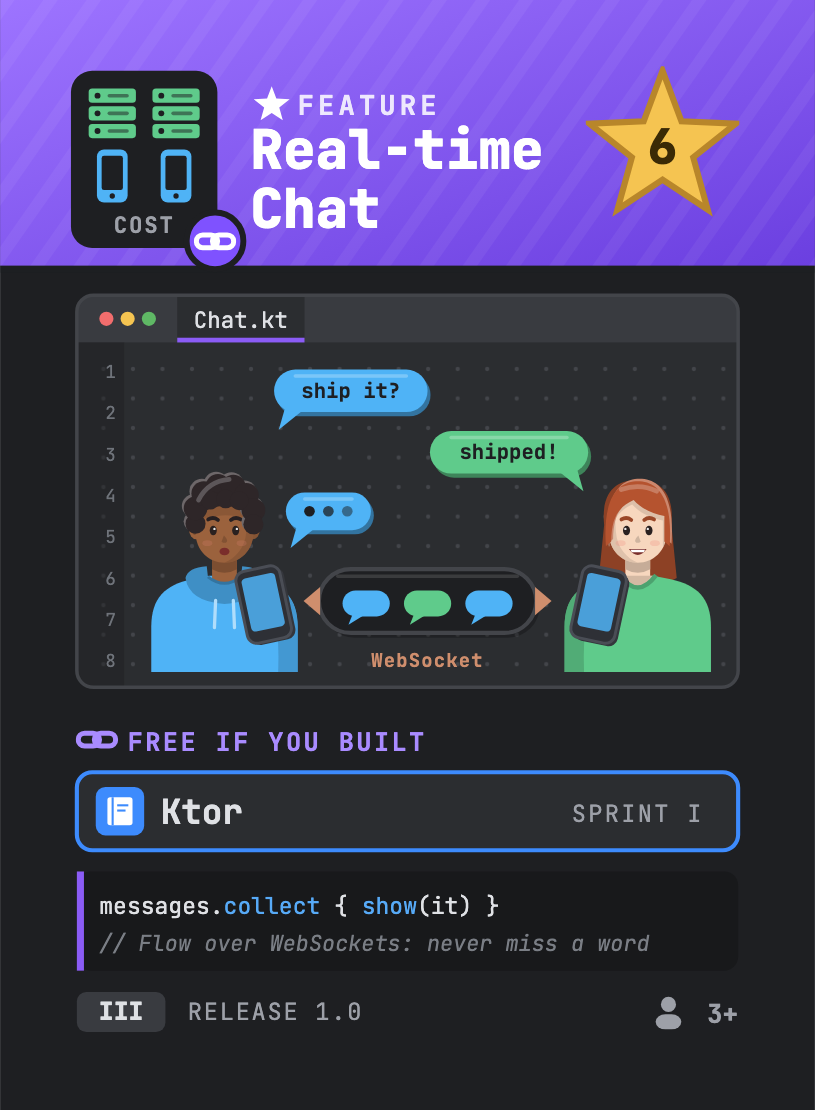 FEATURE
Real-time
Chat
6
COST
Chat.kt
1
2
3
4
5
6
7
8
ship it?
shipped!
WebSocket
FREE IF YOU BUILT
Ktor
SPRINT I
messages.collect { show(it) }
// Flow over WebSockets: never miss a word
III
RELEASE 1.0
3+